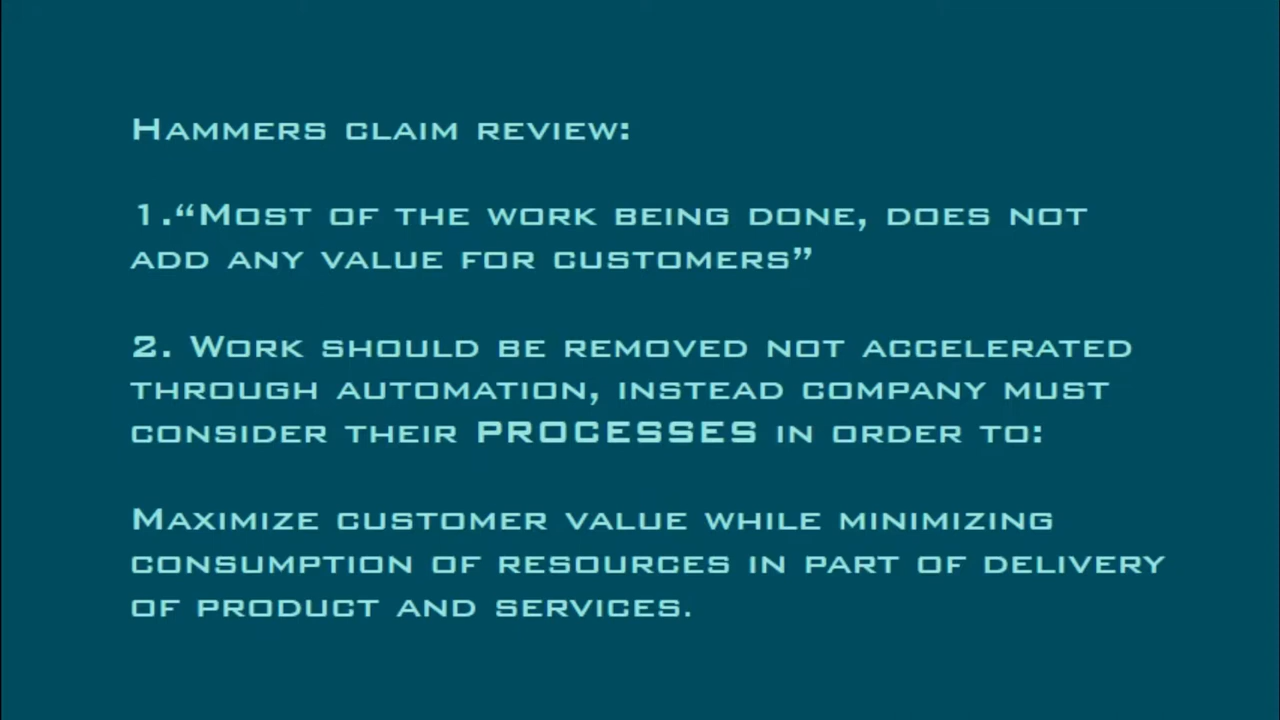 Hammers claim review:
1.“Most of the work being done, does not
add any value for customers”
2. Work should be removed not accelerated
through automation, instead company must
consider their PROCESSES in order to:
Maximize customer value while minimizing
consumption of resources in part of delivery
of product and services.